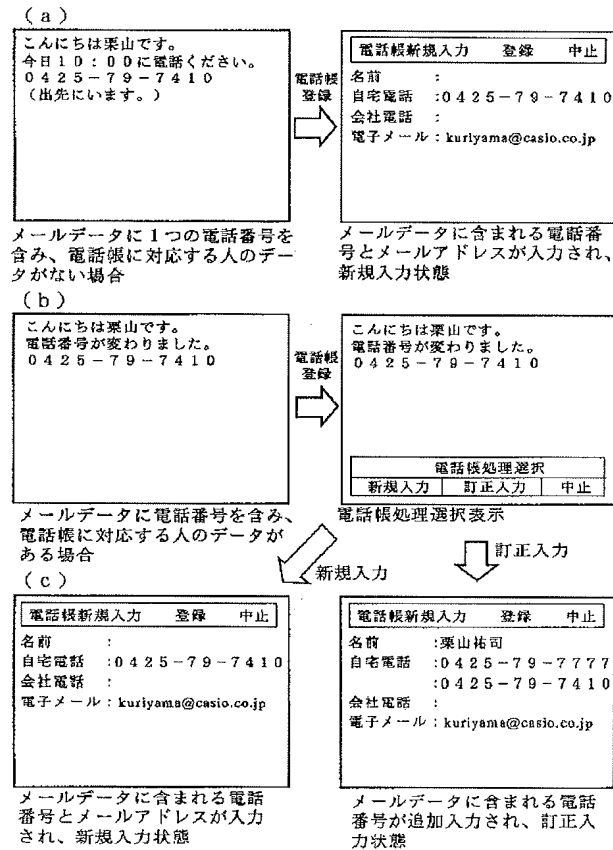 (a)
こんにちは栗山です。
今日10:00に電話ください。
0425-79-7410
(出先にいます。)
電話帳
登録
電話帳新規入力 登録 中止
名前 :
自宅電話 :0425-79-7410
会社電話 :
電子メール:kuriyama@casio.co.jp
メールデータに1つの電話番号を
含み、電話帳に対応する人のデー
タがない場合
メールデータに含まれる電話番
号とメールアドレスが入力され、
新規入力状態
(b)
こんにちは栗山です。
電話番号が変わりました。
0425-79-7410
電話帳
登録
こんにちは栗山です。
電話番号が変わりました。
0425-79-7410
電話帳処理選択
新規入力 訂正入力 中止
メールデータに電話番号を含み、
電話帳に対応する人のデータが
ある場合
電話帳処理選択表示
新規入力
訂正入力
(c)
電話帳新規入力 登録 中止
名前 :
自宅電話 :0425-79-7410
会社電話 :
電子メール:kuriyama@casio.co.jp
メールデータに含まれる電話
番号とメールアドレスが入力
され、新規入力状態
電話帳新規入力 登録 中止
名前 :栗山祐司
自宅電話 :0425-79-7777
:0425-79-7410
会社電話 :
電子メール:kuriyama@casio.co.jp
メールデータに含まれる電話
番号が追加入力され、訂正入
力状態